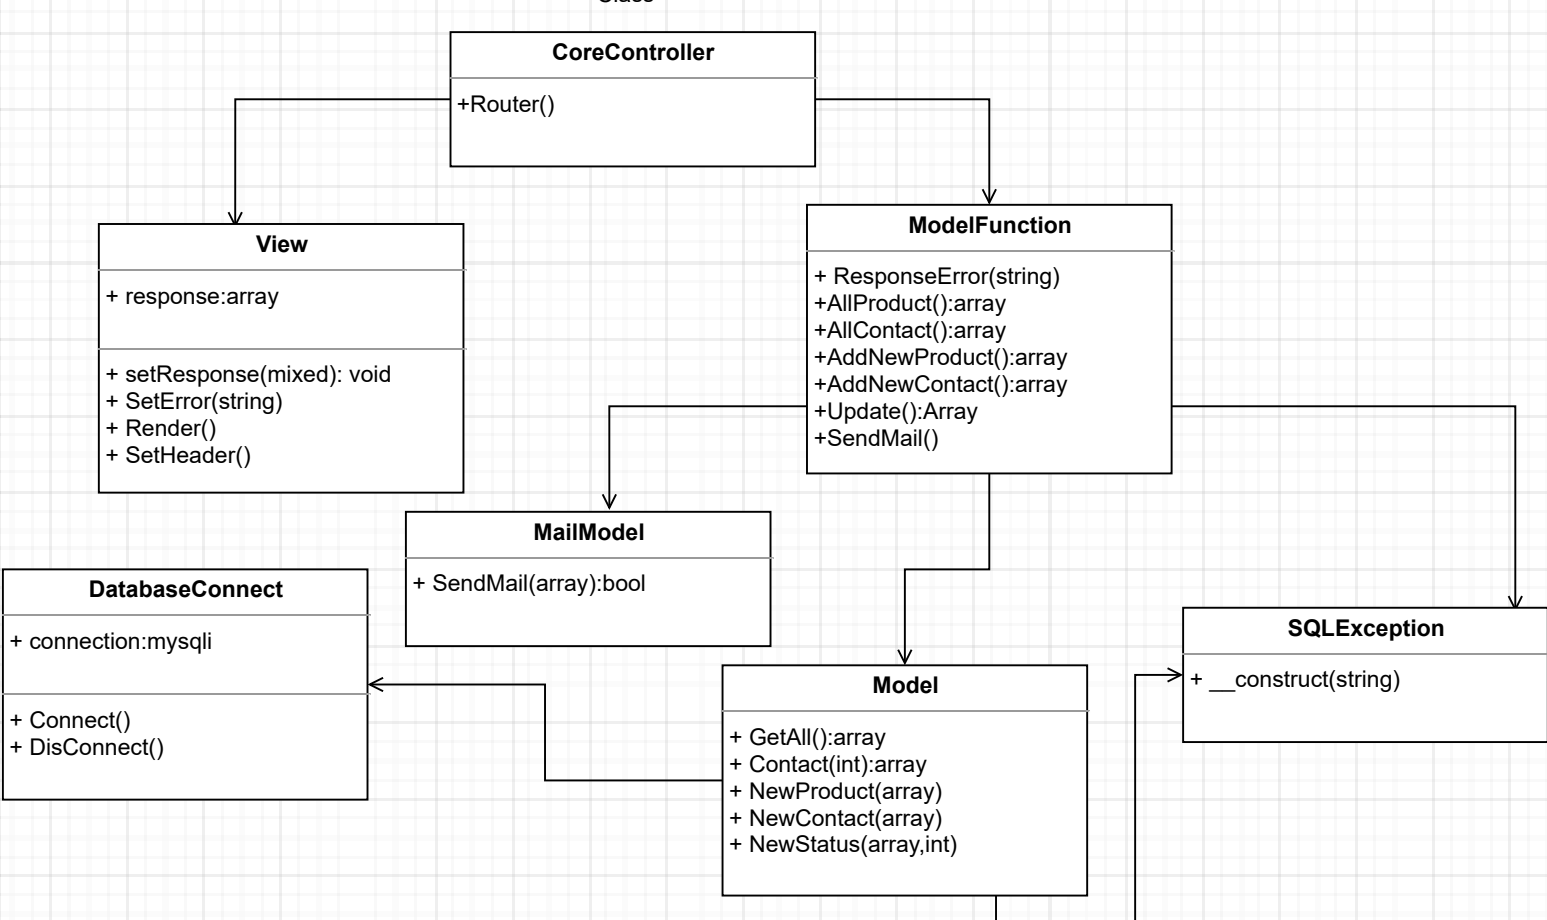 Class
CoreController
+Router()
View
+ response:array
+ setResponse(mixed): void
+ SetError(string)
+ Render()
+ SetHeader()
ModelFunction
+ ResponseError(string)
+AllProduct():array
+AllContact():array
+AddNewProduct():array
+AddNewContact():array
+Update():Array
+SendMail()
MailModel
+ SendMail(array):bool
DatabaseConnect
+ connection:mysqli
+ Connect()
+ DisConnect()
Model
+ GetAll():array
+ Contact(int):array
+ NewProduct(array)
+ NewContact(array)
+ NewStatus(array,int)
SQLException
+ __construct(string)